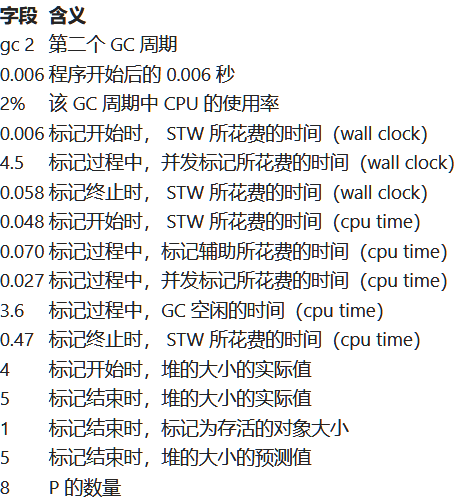 字段 含义
gc 2 第二个 GC 周期
0.006 程序开始后的 0.006 秒
2% 该 GC 周期中 CPU 的使用率
0.006 标记开始时， STW 所花费的时间（wall clock）
4.5 标记过程中，并发标记所花费的时间（wall clock）
0.058 标记终止时， STW 所花费的时间（wall clock）
0.048 标记开始时， STW 所花费的时间（cpu time）
0.070 标记过程中，标记辅助所花费的时间（cpu time）
0.027 标记过程中，并发标记所花费的时间（cpu time）
3.6 标记过程中，GC 空闲的时间（cpu time）
0.47 标记终止时， STW 所花费的时间（cpu time）
4 标记开始时，堆的大小的实际值
5 标记结束时，堆的大小的实际值
1 标记结束时，标记为存活的对象大小
5 标记结束时，堆的大小的预测值
8 P 的数量